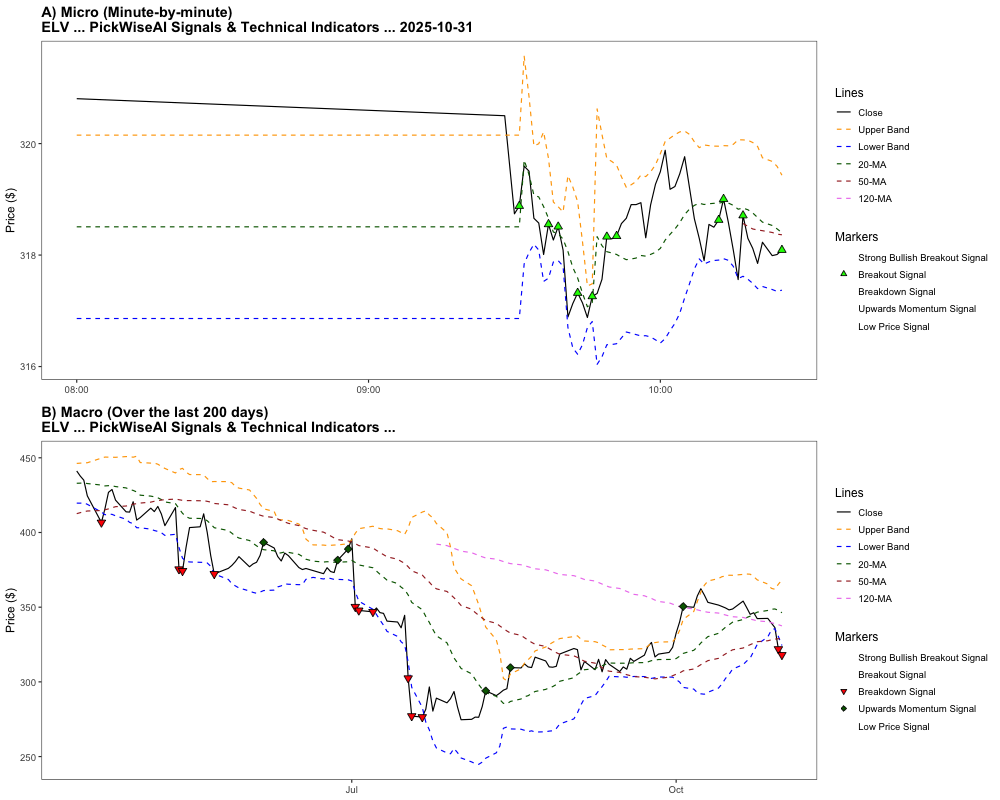 A) Micro (Minute-by-minute)
ELV ... PickWiseAI Signals & Technical Indicators ... 2025-10-31
Price ($)
320
318
316
08:00
09:00
10:00
Lines
Close
Upper Band
Lower Band
20-MA
50-MA
120-MA
Markers
Strong Bullish Breakout Signal
Breakout Signal
Breakdown Signal
Upwards Momentum Signal
Low Price Signal
B) Macro (Over the last 200 days)
ELV ... PickWiseAI Signals & Technical Indicators ...
Price ($)
450
400
350
300
250
Jul
Oct
Lines
Close
Upper Band
Lower Band
20-MA
50-MA
120-MA
Markers
Strong Bullish Breakout Signal
Breakout Signal
Breakdown Signal
Upwards Momentum Signal
Low Price Signal